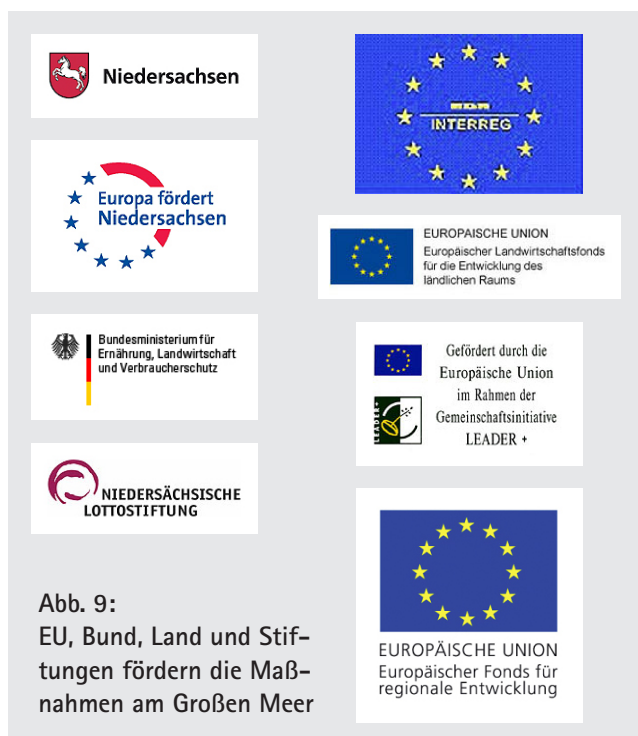 Niedersachsen
Europa fördert
Niedersachsen
Bundesministerium für
Ernährung, Landwirtschaft
und Verbraucherschutz
NIEDERSÄCHSISCHE
LOTTOSTIFTUNG
Abb. 9:
EU, Bund, Land und Stif-
tungen fördern die Maß-
nahmen am Großen Meer
INTERREG
EUROPAISCHE UNION
Europäischer Landwirtschaftsfonds
für die Entwicklung des
ländlichen Raums
Gefördert durch die
Europäische Union
im Rahmen der
Gemeinschaftsinitiative
LEADER +
LEADER+
EUROPÄISCHE UNION
Europäischer Fonds für
regionale Entwicklung